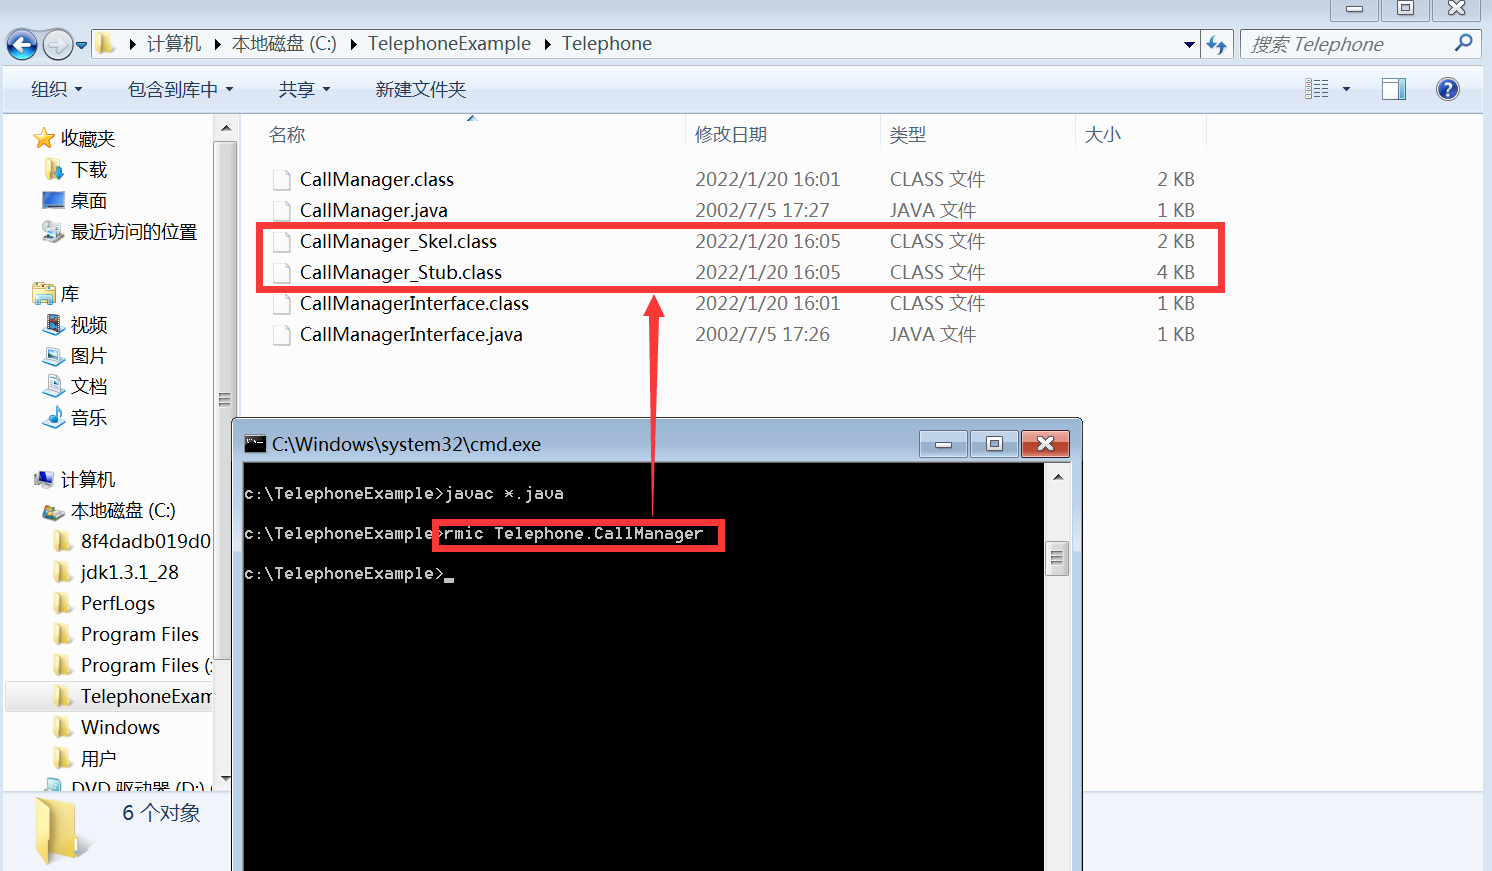 计算机 本地磁盘 (C:) TelephoneExample Telephone
搜索 Telephone
组织 包含到库中 共享 新建文件夹
收藏夹
下载
桌面
最近访问的位置
库
视频
图片
文档
音乐
计算机
本地磁盘 (C:)
8f4dadb019d0
jdk1.3.1_28
PerfLogs
Program Files
Program Files (
TelephoneExam
Windows
用户
DVD 驱动器 (D:)
名称 修改日期 类型 大小
CallManager.class 2022/1/20 16:01 CLASS 文件 2 KB
CallManager.java 2002/7/5 17:27 JAVA 文件 1 KB
CallManager_Skel.class 2022/1/20 16:05 CLASS 文件 2 KB
CallManager_Stub.class 2022/1/20 16:05 CLASS 文件 4 KB
CallManagerInterface.class 2022/1/20 16:01 CLASS 文件 1 KB
CallManagerInterface.java 2002/7/5 17:26 JAVA 文件 1 KB
C:\Windows\system32\cmd.exe
c:\TelephoneExample>javac *.java
c:\TelephoneExample>rmic Telephone.CallManager
c:\TelephoneExample>
6 个对象